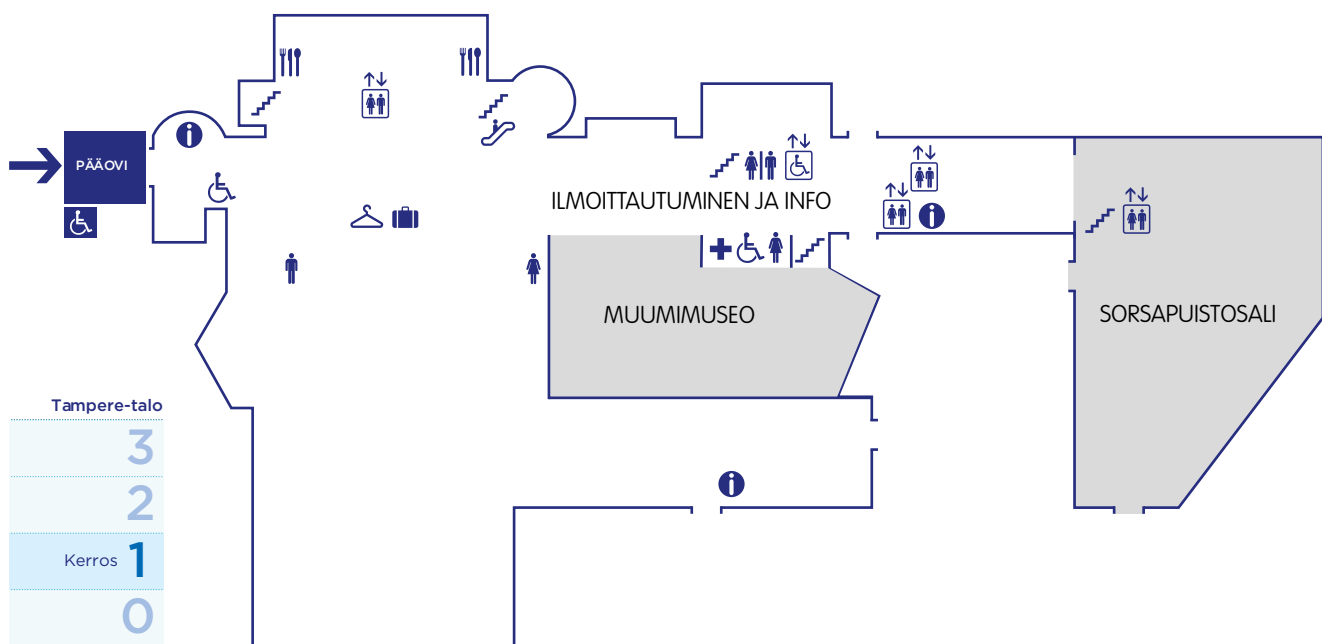 PÄÄOVI
ILMOITTAUTUMINEN JA INFO
MUUMIMUSEO
SORSAPUISTOSALI
Tampere-talo
3
2
Kerros 1
0